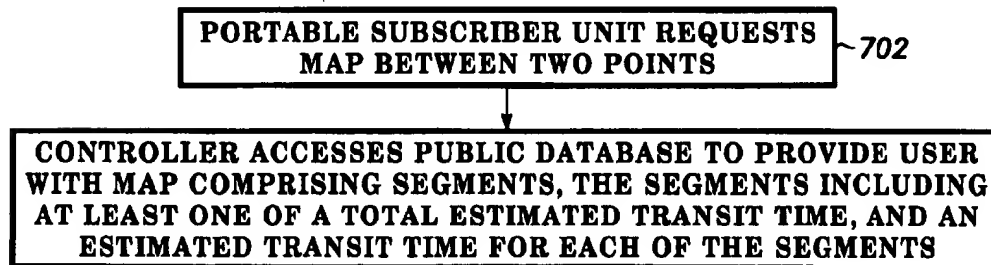 PORTABLE SUBSCRIBER UNIT REQUESTS
MAP BETWEEN TWO POINTS
702
CONTROLLER ACCESSES PUBLIC DATABASE TO PROVIDE USER
WITH MAP COMPRISING SEGMENTS, THE SEGMENTS INCLUDING
AT LEAST ONE OF A TOTAL ESTIMATED TRANSIT TIME, AND AN
ESTIMATED TRANSIT TIME FOR EACH OF THE SEGMENTS